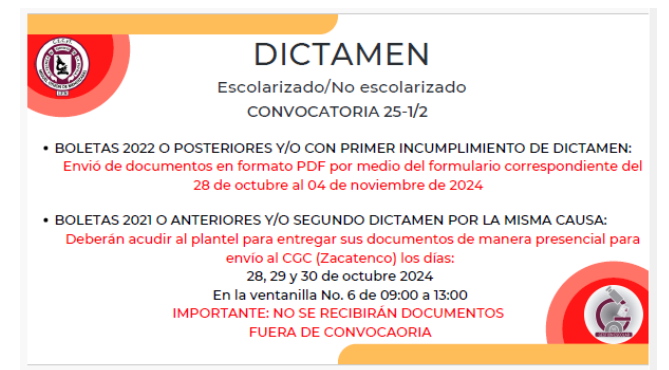 DICTAMEN
Escolarizado/No escolarizado
CONVOCATORIA 25-1/2
• BOLETAS 2022 O POSTERIORES Y/O CON PRIMER INCUMPLIMIENTO DE DICTAMEN:
Envió de documentos en formato PDF por medio del formulario correspondiente del
28 de octubre al 04 de noviembre de 2024
• BOLETAS 2021 O ANTERIORES Y/O SEGUNDO DICTAMEN POR LA MISMA CAUSA:
Deberán acudir al plantel para entregar sus documentos de manera presencial para
envío al CGC (Zacatenco) los días:
28, 29 y 30 de octubre 2024
En la ventanilla No. 6 de 09:00 a 13:00
IMPORTANTE: NO SE RECIBIRÁN DOCUMENTOS
FUERA DE CONVOCAORIA